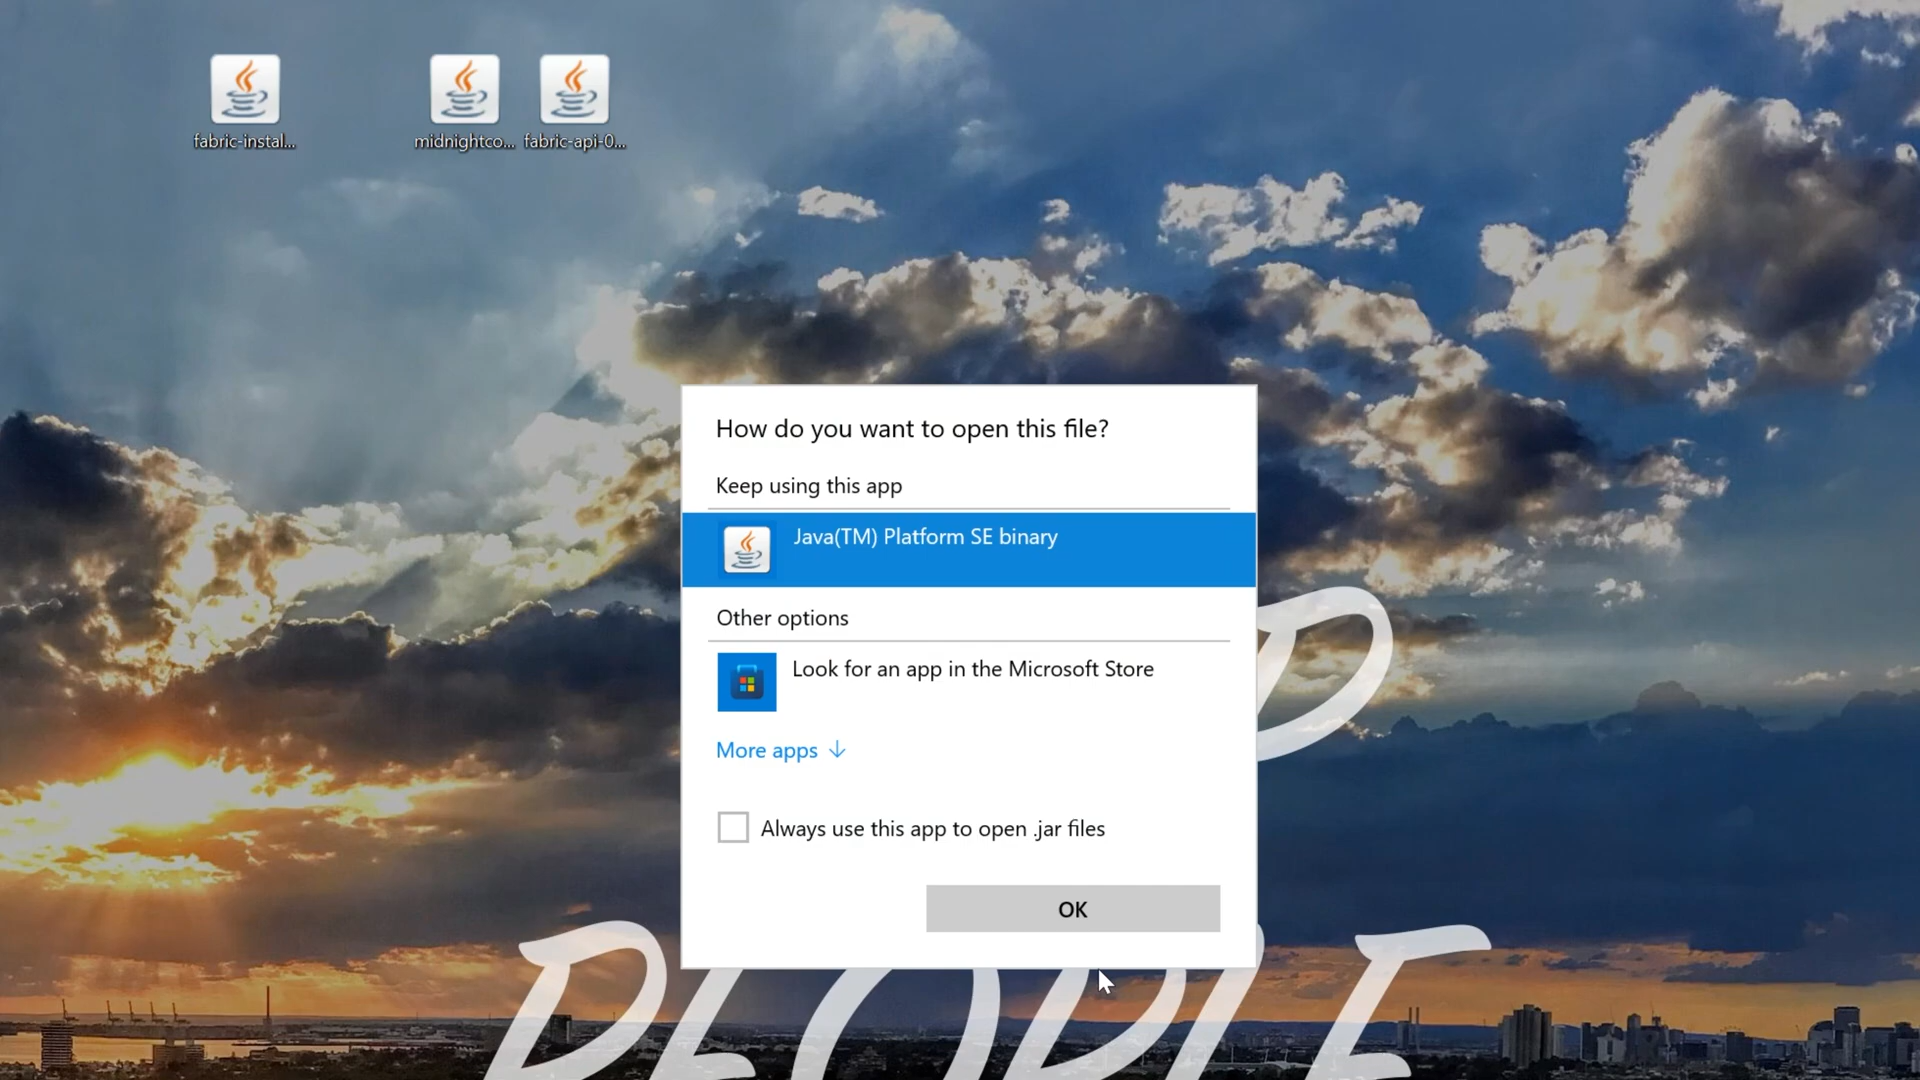 fabric-instal...
midnightco...
fabric-api-0...
How do you want to open this file?
Keep using this app
Java(TM) Platform SE binary
Other options
Look for an app in the Microsoft Store
More apps
Always use this app to open .jar files
OK
PEOPLE